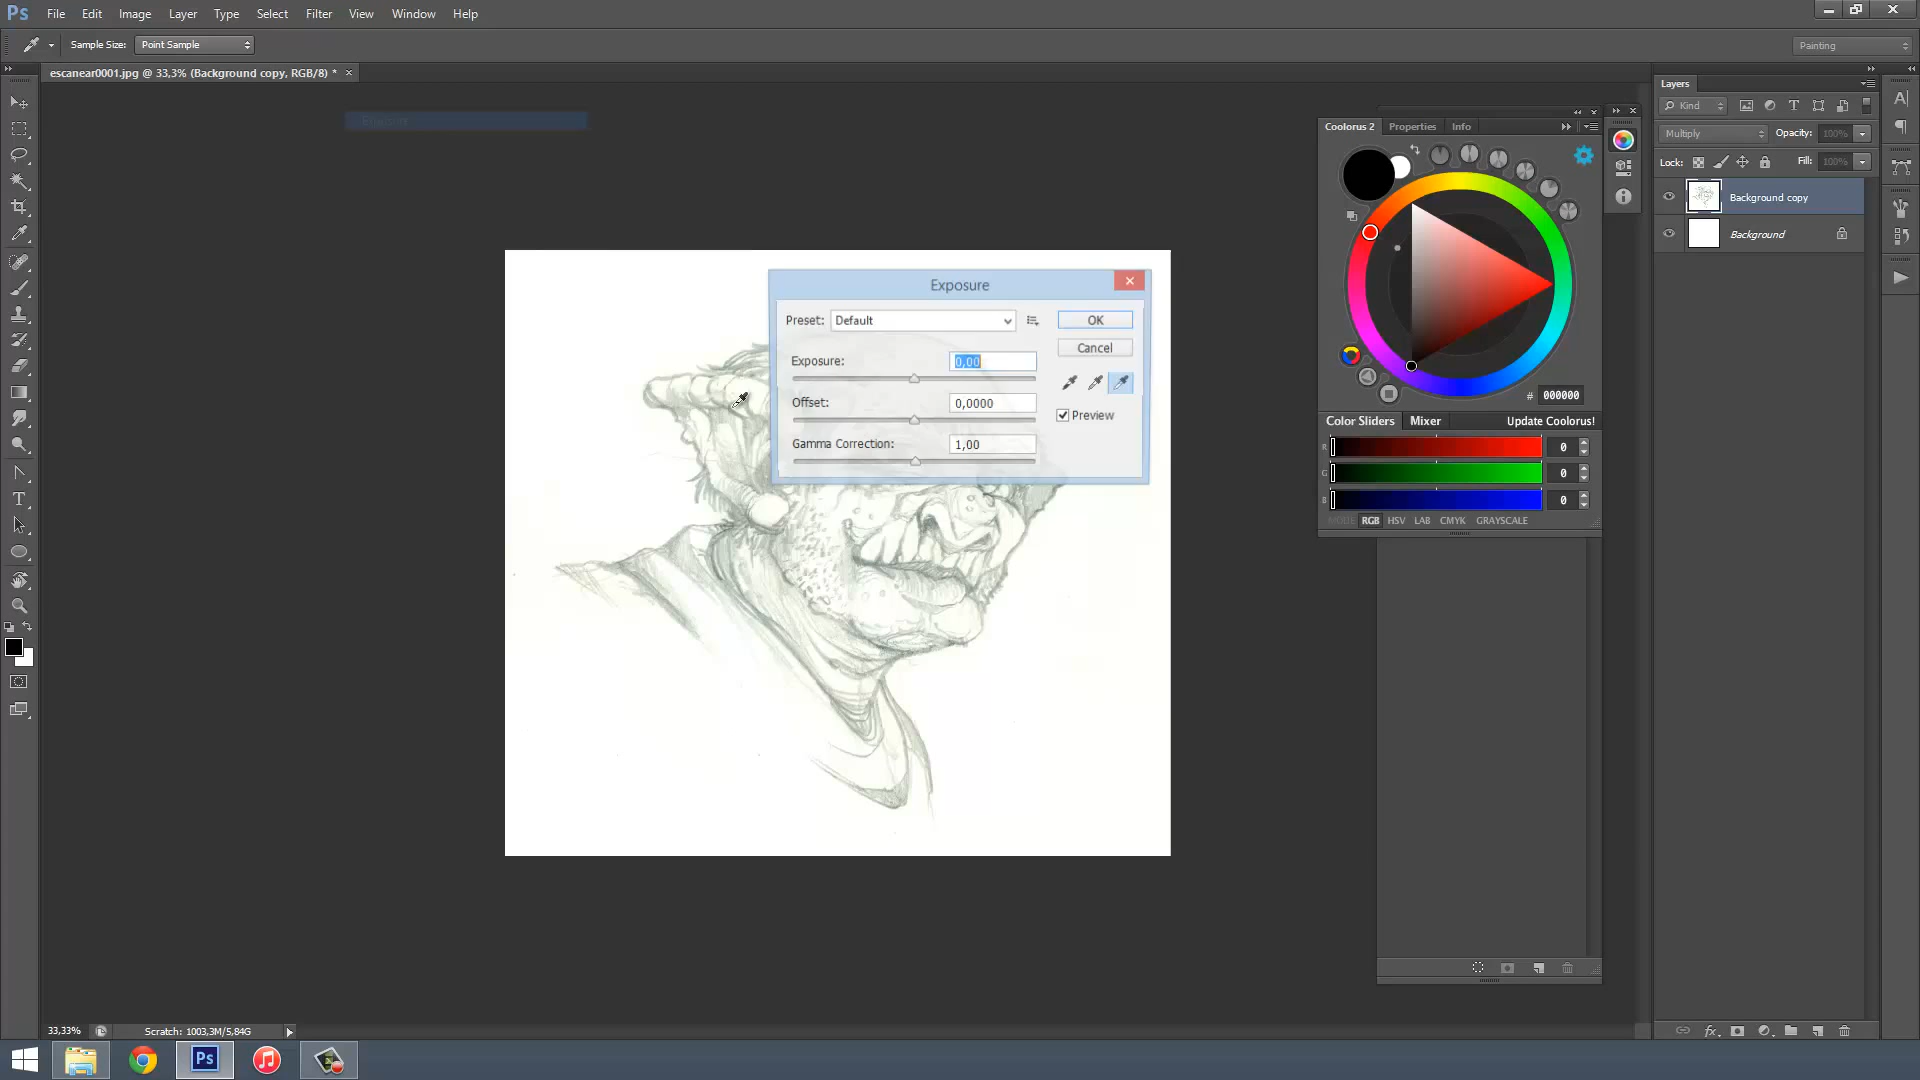 Ps File Edit Image Layer Type Select Filter View Window Help
Sample Size: Point Sample
Painting
escanear0001.jpg @ 33,3% (Background copy, RGB/8) *
Exposure
Preset: Default
OK
Exposure: 0,00
Cancel
Offset: 0,0000
Preview
Gamma Correction: 1,00
Coolorus 2 Properties Info
# 000000
Color Sliders Mixer Update Coolorus!
R 0
G 0
B 0
MODE RGB HSV LAB CMYK GRAYSCALE
Layers
Kind
Multiply Opacity: 100%
Lock: Fill: 100%
Background copy
Background
33,33% Scratch: 1003,3M/5,84G
Ps